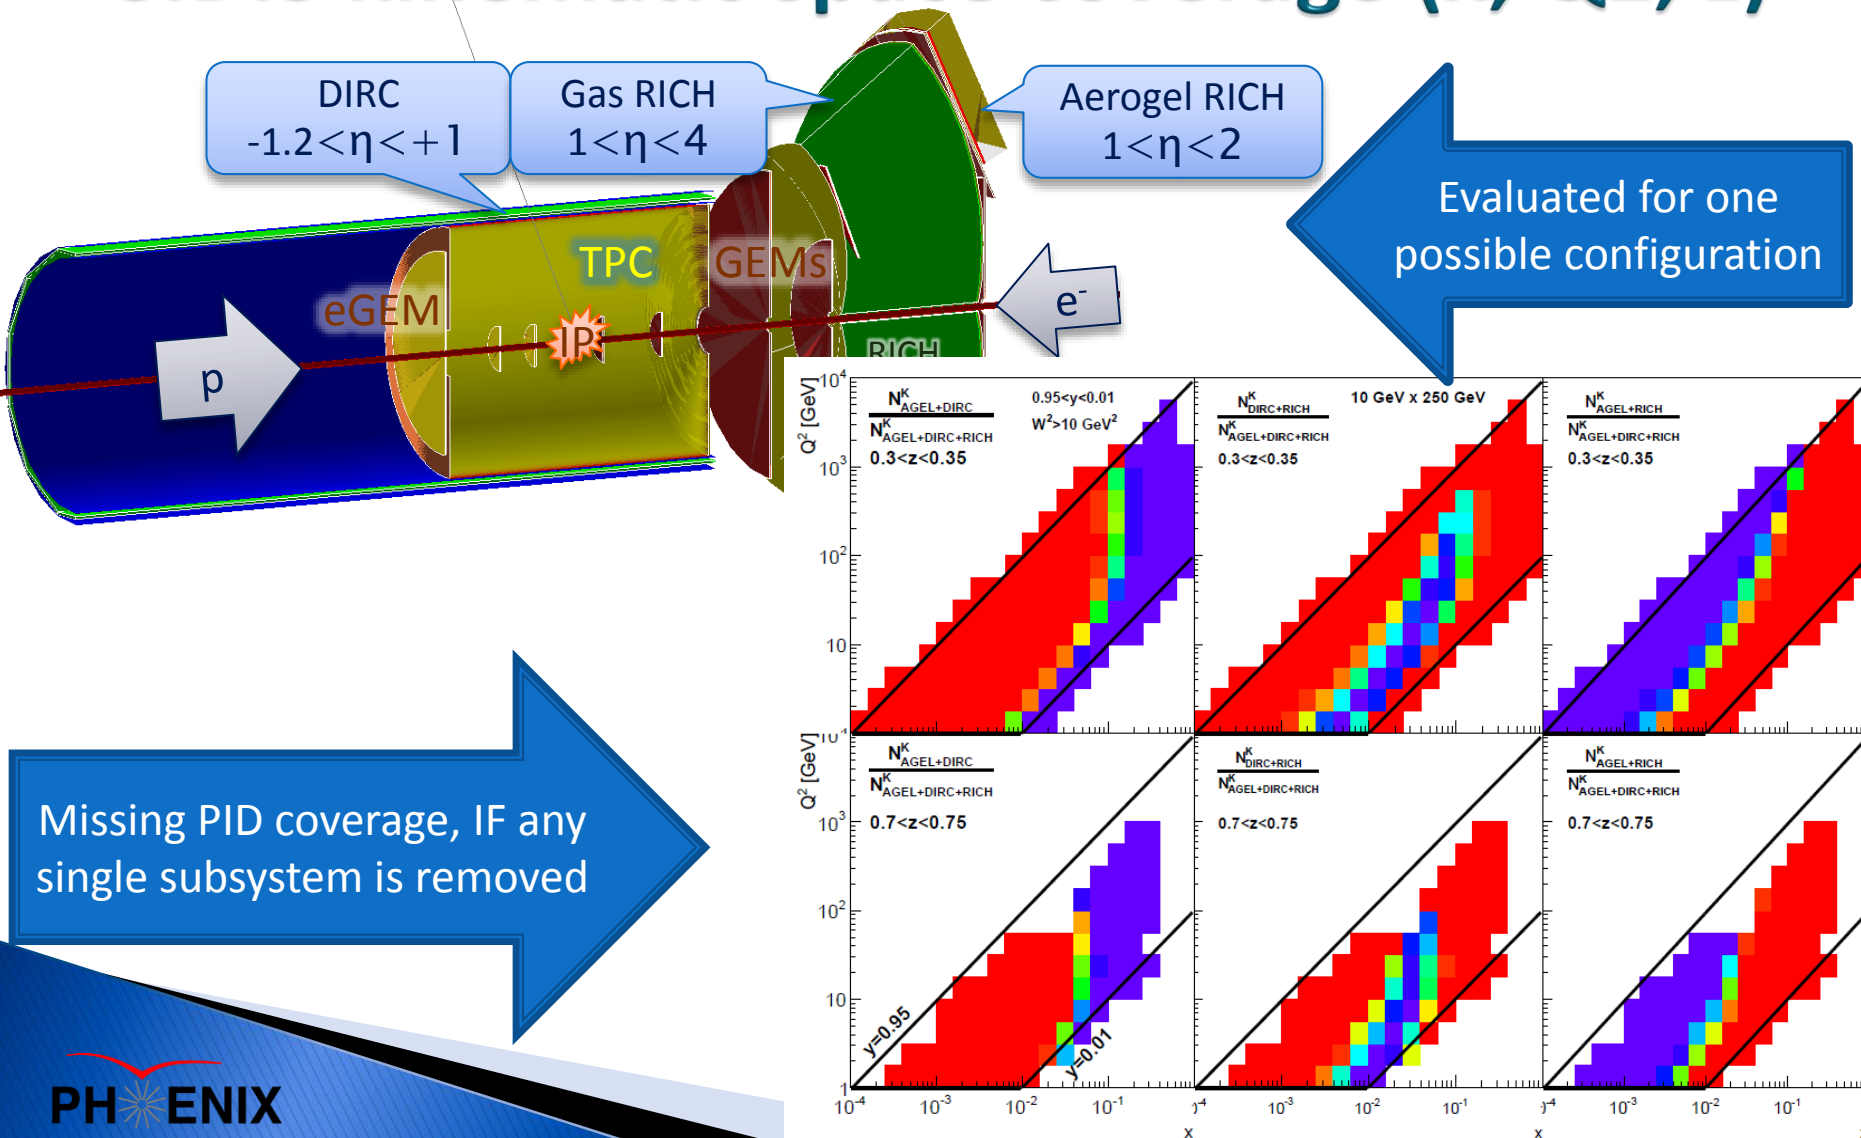 SIDIS kinematic space coverage (x, Q2, z)
DIRC
-1.2<η<+1
Gas RICH
1<η<4
Aerogel RICH
1<η<2
Evaluated for one
possible configuration
TPC
GEMs
eGEM
IP
e-
p
RICH
Missing PID coverage, IF any
single subsystem is removed
Q² [GeV]
10⁴
10³
10²
10
N^K_AGEL+DIRC
N^K_AGEL+DIRC+RICH
0.3<z<0.35
0.95<y<0.01
W²>10 GeV²
N^K_DIRC+RICH
N^K_AGEL+DIRC+RICH
0.3<z<0.35
10 GeV x 250 GeV
N^K_AGEL+RICH
N^K_AGEL+DIRC+RICH
0.3<z<0.35
Q² [GeV]
10³
10²
10
1
N^K_AGEL+DIRC
N^K_AGEL+DIRC+RICH
0.7<z<0.75
y=0.95
y=0.01
N^K_DIRC+RICH
N^K_AGEL+DIRC+RICH
0.7<z<0.75
N^K_AGEL+RICH
N^K_AGEL+DIRC+RICH
0.7<z<0.75
10⁻⁴ 10⁻³ 10⁻² 10⁻¹
10⁻³ 10⁻² 10⁻¹
10⁻³ 10⁻² 10⁻¹
x
x
PHENIX